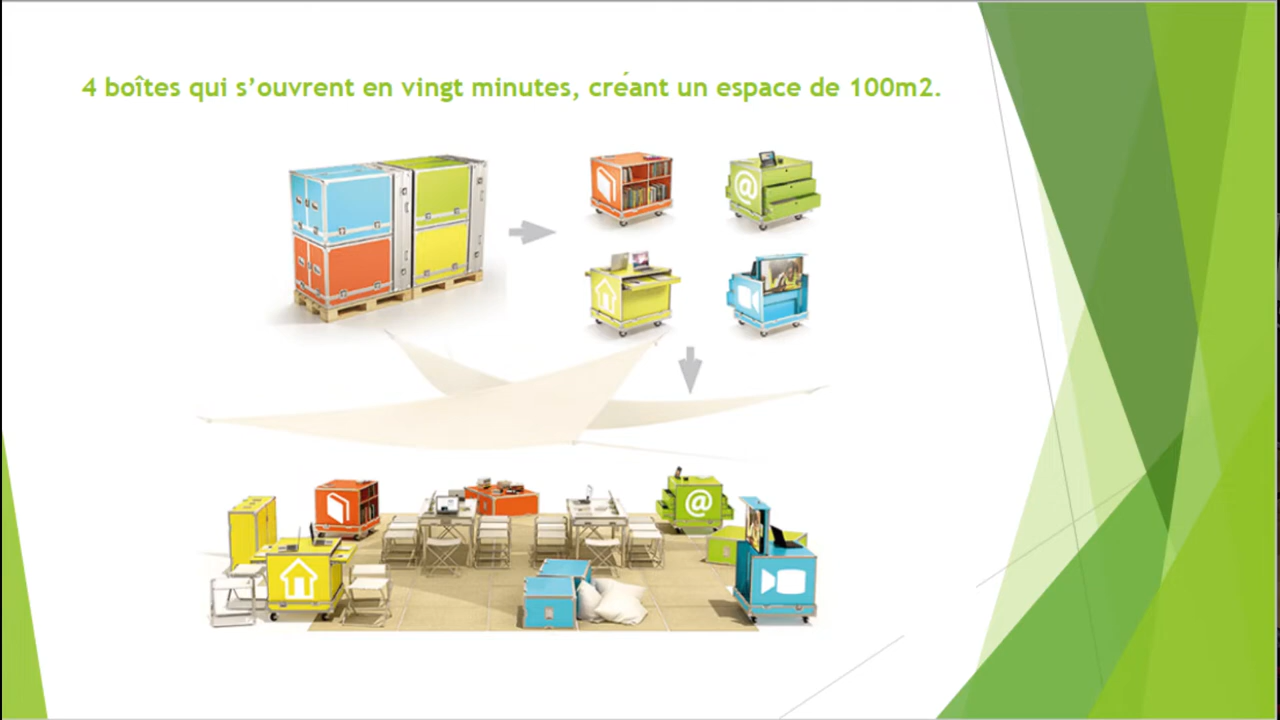 4 boîtes qui s’ouvrent en vingt minutes, créant un espace de 100m2.
@
@